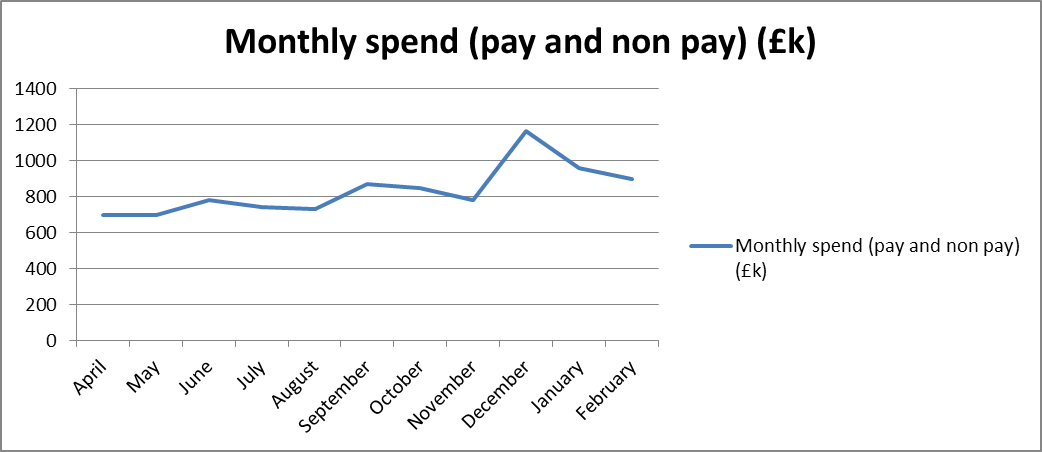 Monthly spend (pay and non pay) (£k)
1400
1200
1000
800
600
400
200
0
April
May
June
July
August
September
October
November
December
January
February
Monthly spend (pay and non pay)
(£k)